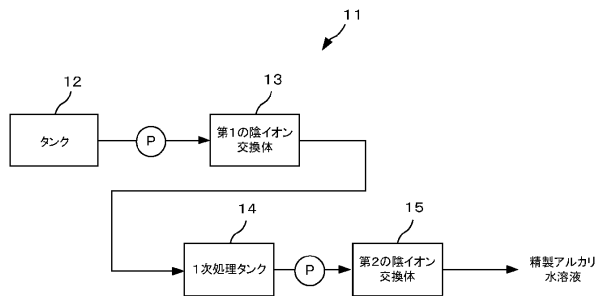 11
12
13
タンク
P
第1の陰イオン
交換体
14
15
1次処理タンク
P
第2の陰イオン
交換体
精製アルカリ
水溶液